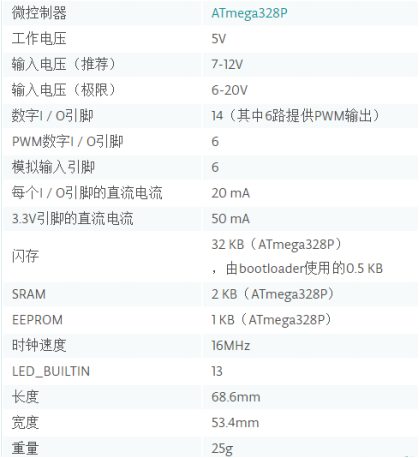 微控制器 ATmega328P
工作电压 5V
输入电压（推荐） 7-12V
输入电压（极限） 6-20V
数字I / O引脚 14（其中6路提供PWM输出）
PWM数字I / O引脚 6
模拟输入引脚 6
每个I / O引脚的直流电流 20 mA
3.3V引脚的直流电流 50 mA
闪存 32 KB（ATmega328P）
，由bootloader使用的0.5 KB
SRAM 2 KB（ATmega328P）
EEPROM 1 KB（ATmega328P）
时钟速度 16MHz
LED_BUILTIN 13
长度 68.6mm
宽度 53.4mm
重量 25g